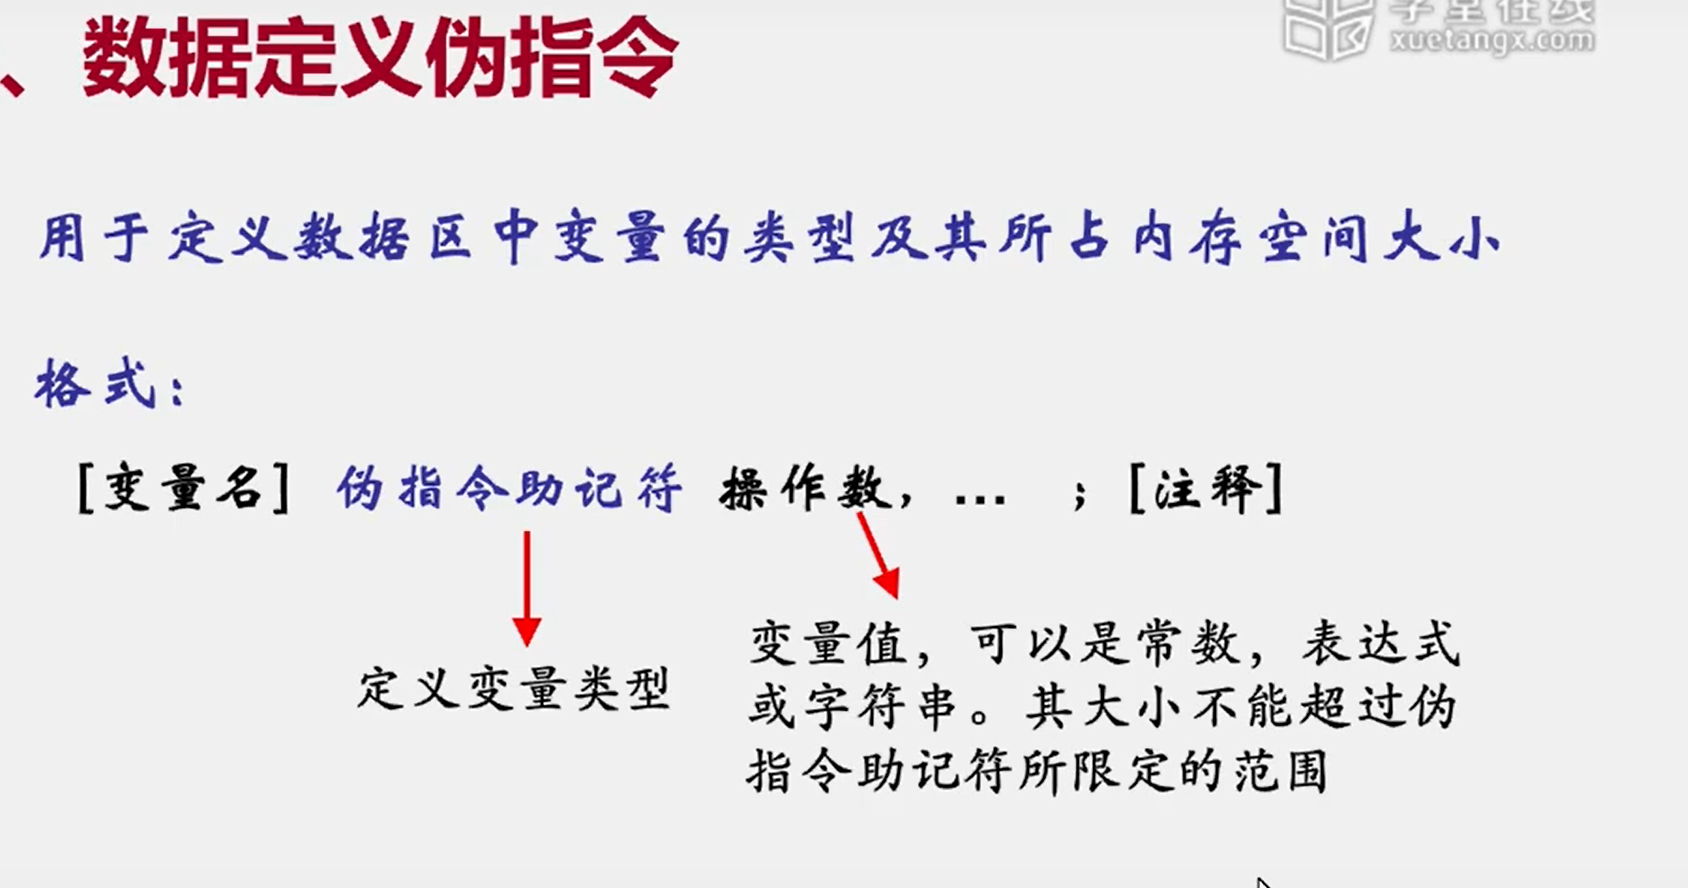 、数据定义伪指令
学堂在线
xuetangx.com
用于定义数据区中变量的类型及其所占内存空间大小
格式：
[变量名] 伪指令助记符 操作数，… ；[注释]
定义变量类型
变量值，可以是常数，表达式
或字符串。其大小不能超过伪
指令助记符所限定的范围